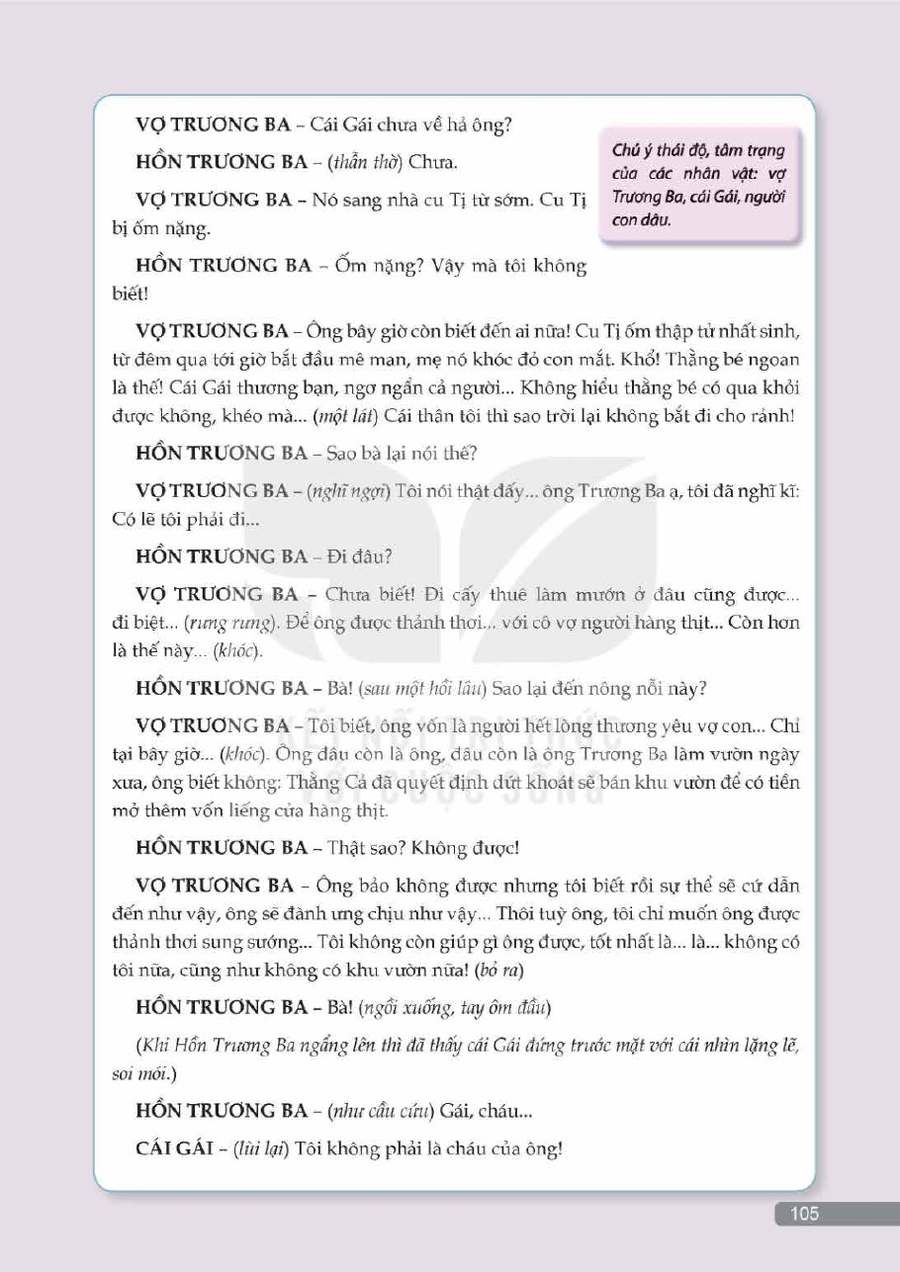 VỢ TRƯƠNG BA – Cái Gái chưa về hả ông?
HỒN TRƯƠNG BA – (thẫn thờ) Chưa.
VỢ TRƯƠNG BA – Nó sang nhà cu Tị từ sớm. Cu Tị
bị ốm nặng.
HỒN TRƯƠNG BA – Ốm nặng? Vậy mà tôi không
biết!
Chú ý thái độ, tâm trạng
của các nhân vật: vợ
Trương Ba, cái Gái, người
con dâu.
VỢ TRƯƠNG BA – Ông bây giờ còn biết đến ai nữa! Cu Tị ốm thập tử nhất sinh,
từ đêm qua tới giờ bắt đầu mê man, mẹ nó khóc đỏ con mắt. Khổ! Thằng bé ngoan
là thế! Cái Gái thương bạn, ngơ ngẩn cả người... Không hiểu thằng bé có qua khỏi
được không, khéo mà... (một lát) Cái thân tôi thì sao trời lại không bắt đi cho rảnh!
HỒN TRƯƠNG BA – Sao bà lại nói thế?
VỢ TRƯƠNG BA – (nghĩ ngợi) Tôi nói thật đấy... ông Trương Ba ạ, tôi đã nghĩ kĩ:
Có lẽ tôi phải đi...
HỒN TRƯƠNG BA – Đi đâu?
VỢ TRƯƠNG BA – Chưa biết! Đi cấy thuê làm mướn ở đâu cũng được...
đi biệt... (rưng rưng). Để ông được thảnh thơi... với cô vợ người hàng thịt... Còn hơn
là thế này... (khóc).
HỒN TRƯƠNG BA – Bà! (sau một hồi lâu) Sao lại đến nông nỗi này?
VỢ TRƯƠNG BA – Tôi biết, ông vốn là người hết lòng thương yêu vợ con... Chỉ
tại bây giờ... (khóc). Ông đâu còn là ông, đâu còn là ông Trương Ba làm vườn ngày
xưa, ông biết không: Thằng Cả đã quyết định dứt khoát sẽ bán khu vườn để có tiền
mở thêm vốn liếng cửa hàng thịt.
HỒN TRƯƠNG BA – Thật sao? Không được!
VỢ TRƯƠNG BA – Ông bảo không được nhưng tôi biết rồi sự thể sẽ cứ dẫn
đến như vậy, ông sẽ đành ưng chịu như vậy... Thôi tuỳ ông, tôi chỉ muốn ông được
thảnh thơi sung sướng... Tôi không còn giúp gì ông được, tốt nhất là... là... không có
tôi nữa, cũng như không có khu vườn nữa! (bỏ ra)
HỒN TRƯƠNG BA – Bà! (ngồi xuống, tay ôm đầu)
(Khi Hồn Trương Ba ngẩng lên thì đã thấy cái Gái đứng trước mặt với cái nhìn lặng lẽ,
soi mói.)
HỒN TRƯƠNG BA – (như cầu cứu) Gái, cháu...
CÁI GÁI – (lùi lại) Tôi không phải là cháu của ông!
KẾT NỐI TRI THỨC
VỚI CUỘC SỐNG
105